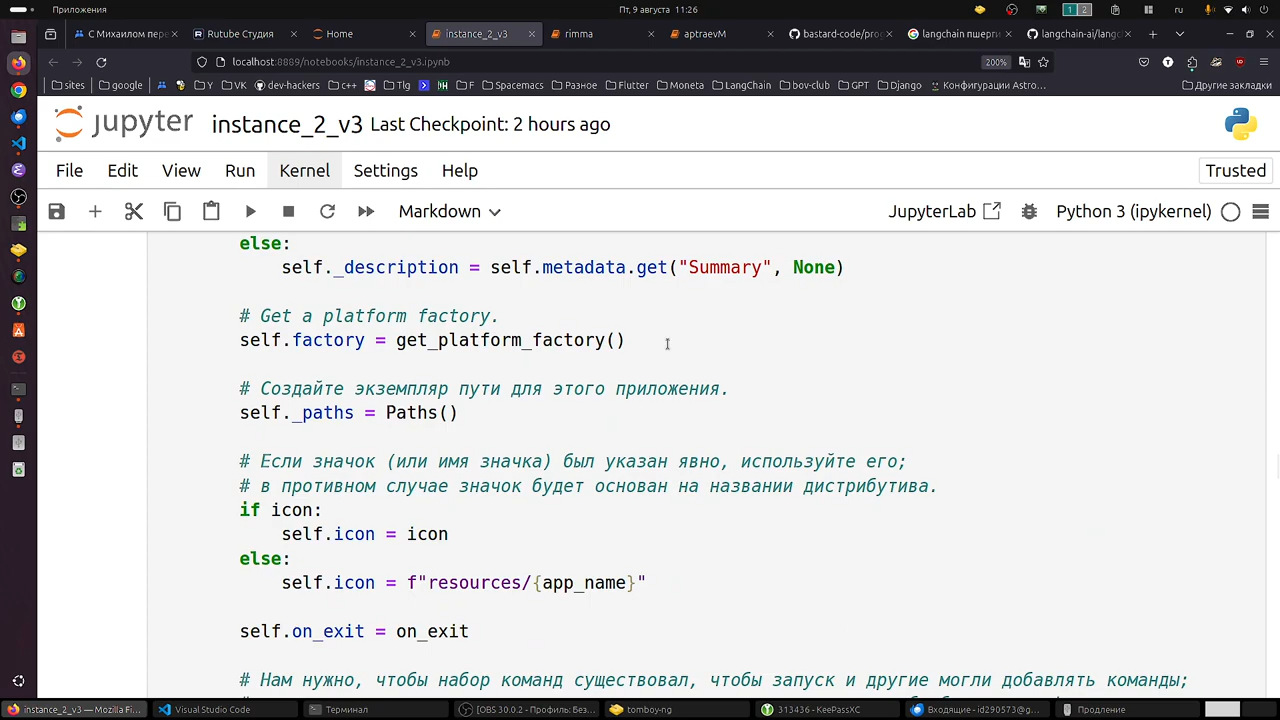 Приложения
Пт, 9 августа 11:26
ru
1 2
С Михаилом пере
Rutube Студия
Home
instance_2_v3
rimma
aptraevM
bastard-code/pro
langchain пшерги
langchain-ai/lang
localhost:8889/notebooks/instance_2_v3.ipynb
200%
sites
google
Y
VK
dev-hackers
c++
Tlg
F
Spacemacs
Разное
Flutter
Moneta
LangChain
bov-club
GPT
Django
Конфигурации Astro…
Другие закладки
jupyter
instance_2_v3 Last Checkpoint: 2 hours ago
File Edit View Run Kernel Settings Help
Trusted
Markdown
JupyterLab
Python 3 (ipykernel)
else:
self._description = self.metadata.get("Summary", None)
# Get a platform factory.
self.factory = get_platform_factory()
# Создайте экземпляр пути для этого приложения.
self._paths = Paths()
# Если значок (или имя значка) был указан явно, используйте его;
# в противном случае значок будет основан на названии дистрибутива.
if icon:
self.icon = icon
else:
self.icon = f"resources/{app_name}"
self.on_exit = on_exit
# Нам нужно, чтобы набор команд существовал, чтобы запуск и другие могли добавлять команды;
instance_2_v3 — Mozilla Fi…
Visual Studio Code
Терминал
OBS 30.0.2 - Профиль: Без…
tomboy-ng
313436 - KeePassXC
Входящие - id290573@g…
Продление